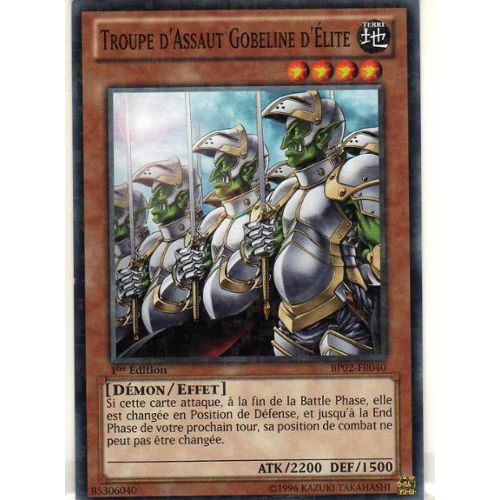 TROUPE D'ASSAUT GOBELINE D'ÉLITE
TERRE
地
1ère Edition
BP02-FR040
[DÉMON/EFFET]
Si cette carte attaque, à la fin de la Battle Phase, elle
est changée en Position de Défense, et jusqu'à la End
Phase de votre prochain tour, sa position de combat ne
peut pas être changée.
ATK/2200 DEF/1500
85306040
©1996 KAZUKI TAKAHASHI